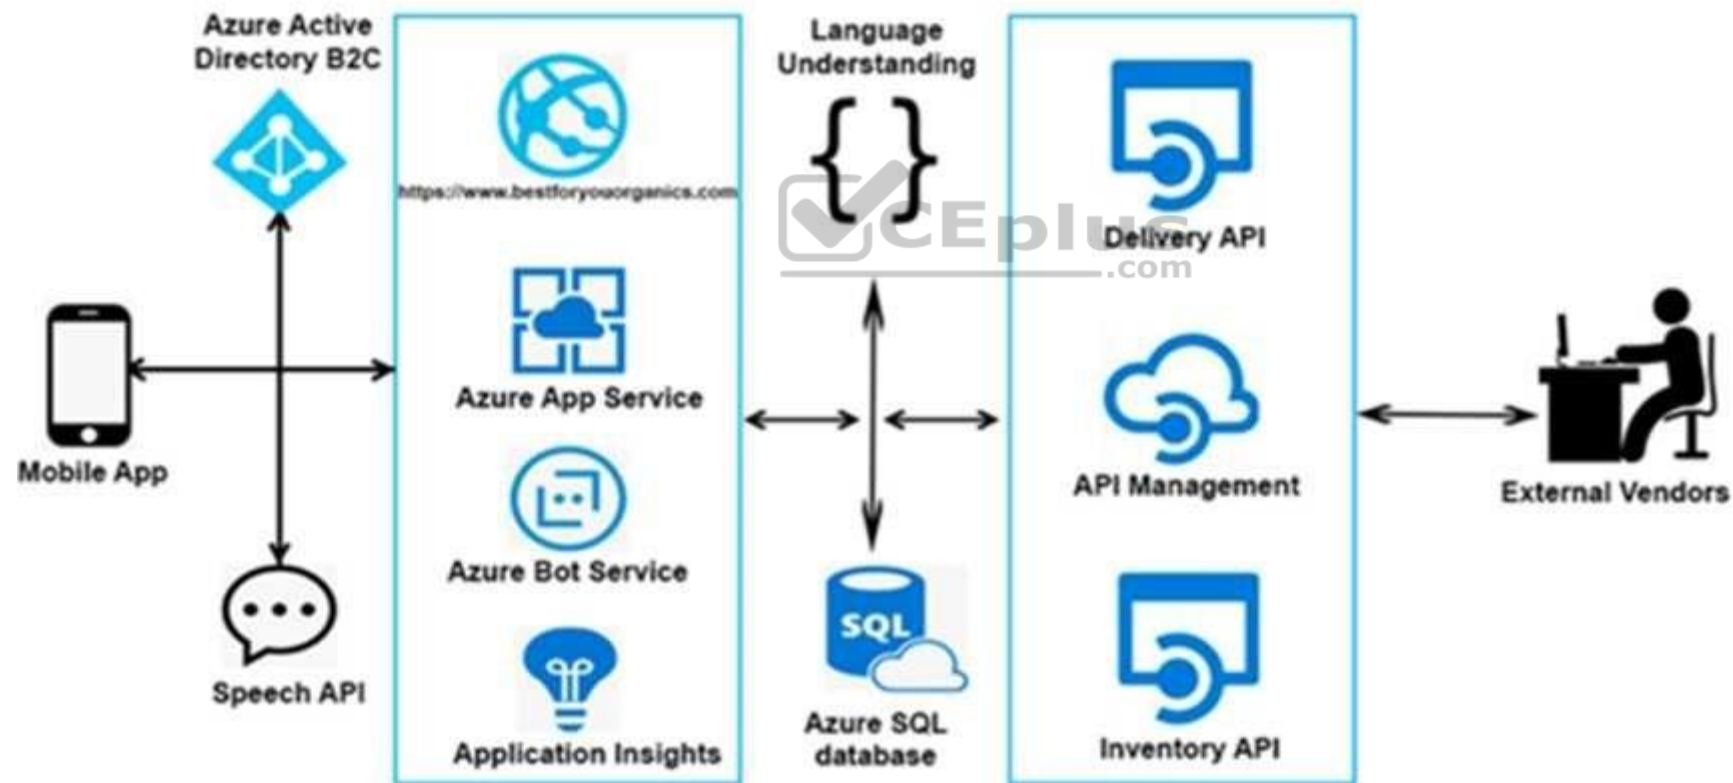 Azure Active
Directory B2C
https://www.bestforyouorganics.com
Language
Understanding
CEplus
.com
Delivery API
Azure App Service
Mobile App
API Management
External Vendors
Azure Bot Service
SQL
Speech API
Application Insights
Azure SQL
database
Inventory API